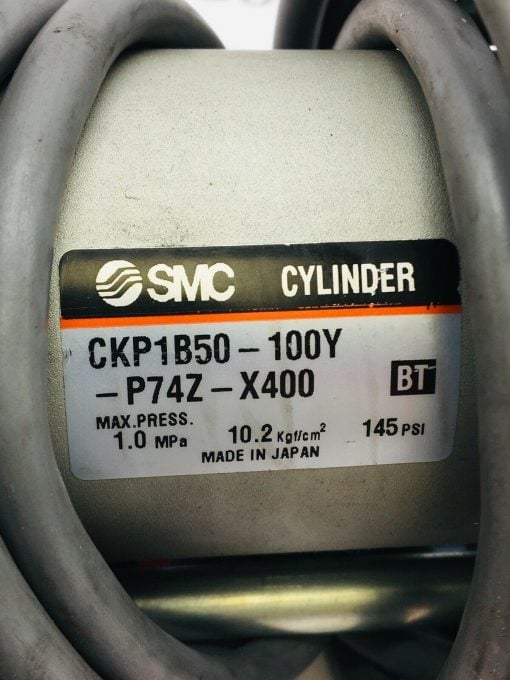 SMC CYLINDER
CKP1B50-100Y
-P74Z-X400
BT
MAX.PRESS.
1.0 MPa 10.2 Kgf/cm² 145 PSI
MADE IN JAPAN